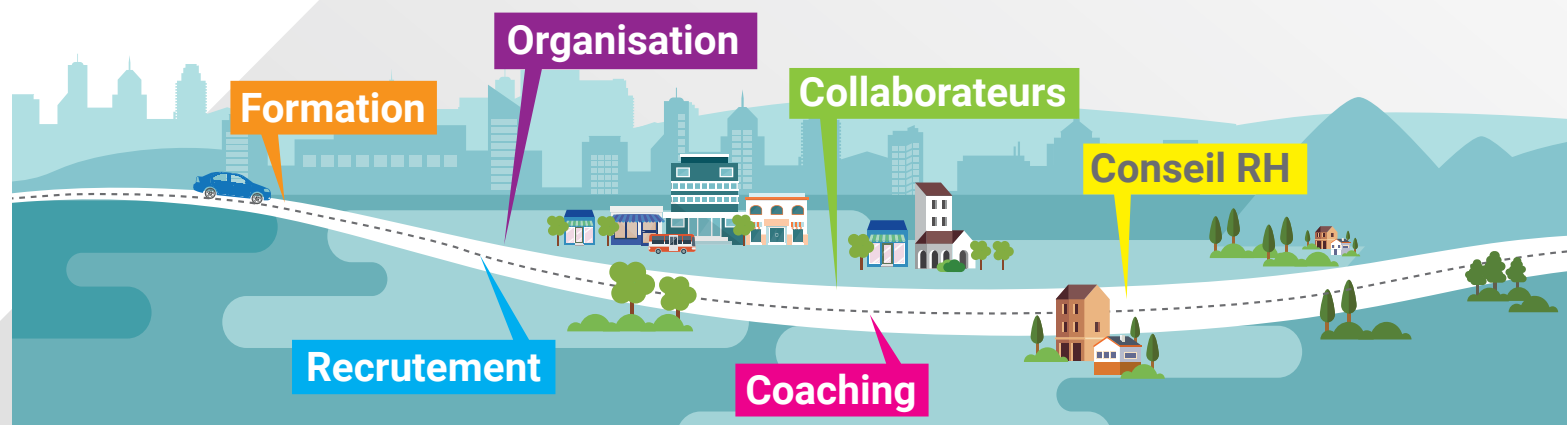 Organisation
Formation
Collaborateurs
Conseil RH
Recrutement
Coaching